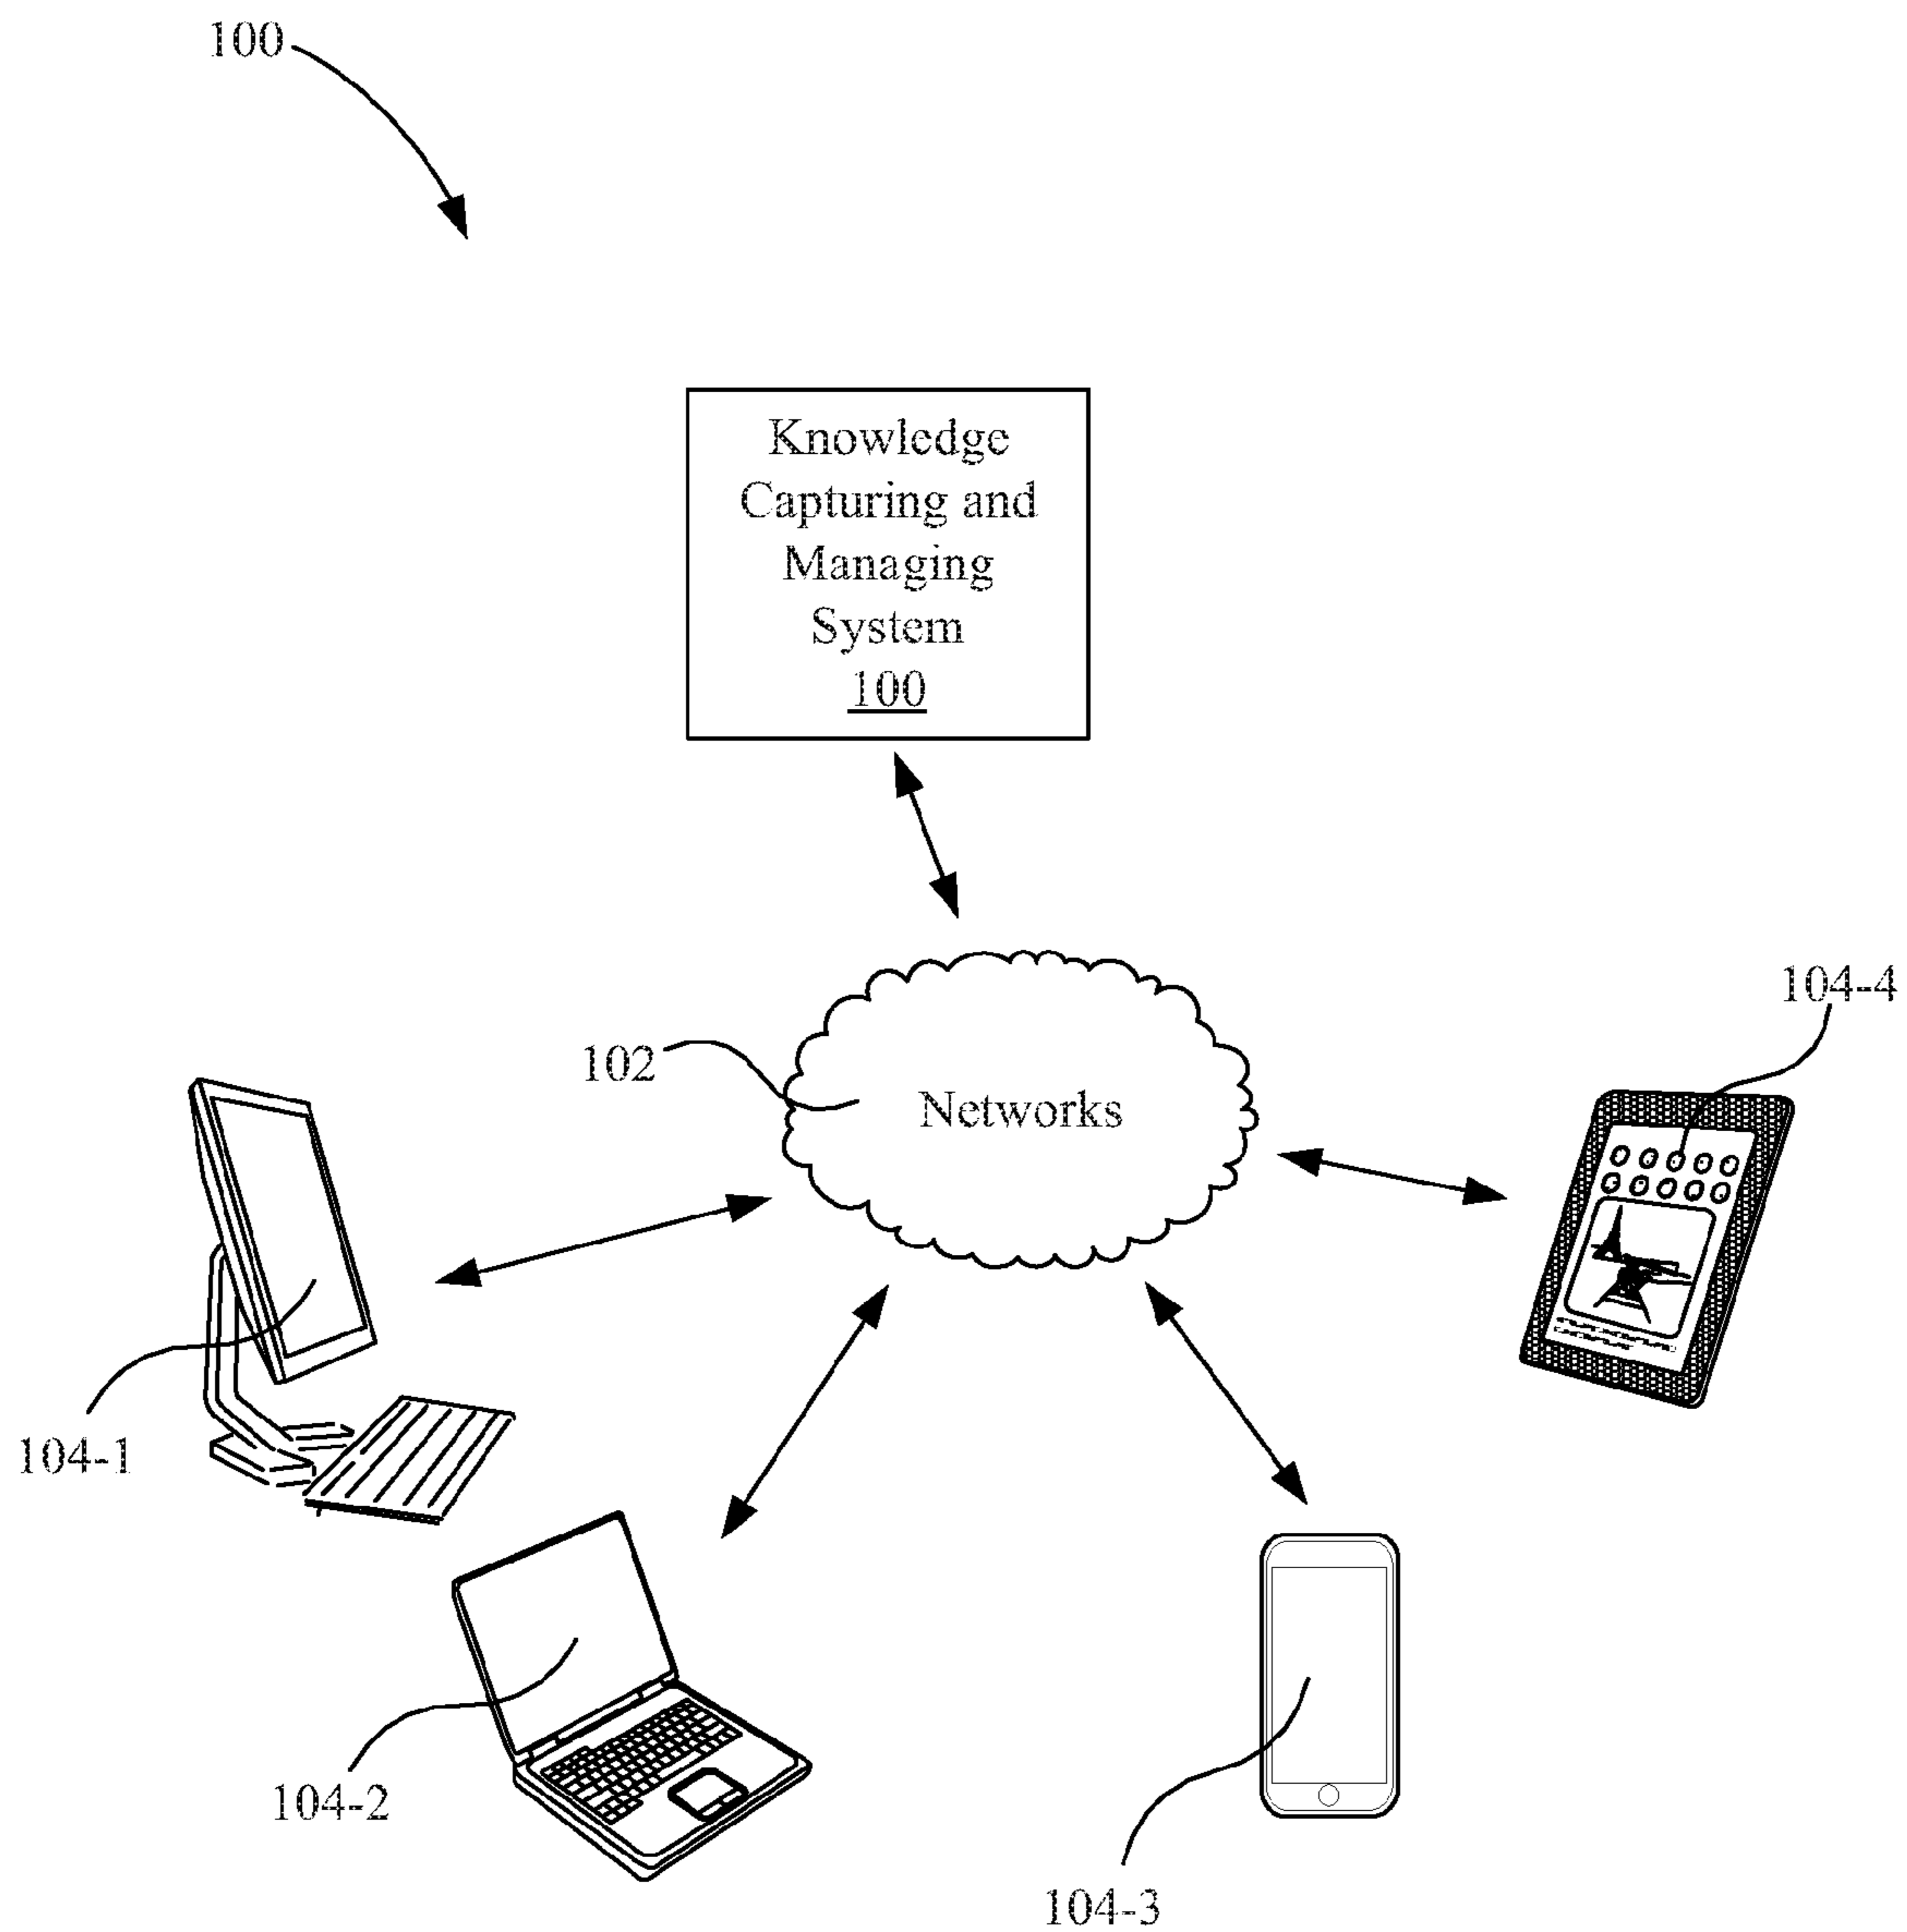 100
Knowledge
Capturing and
Managing
System
100
104-4
102
Networks
104-1
104-2
104-3